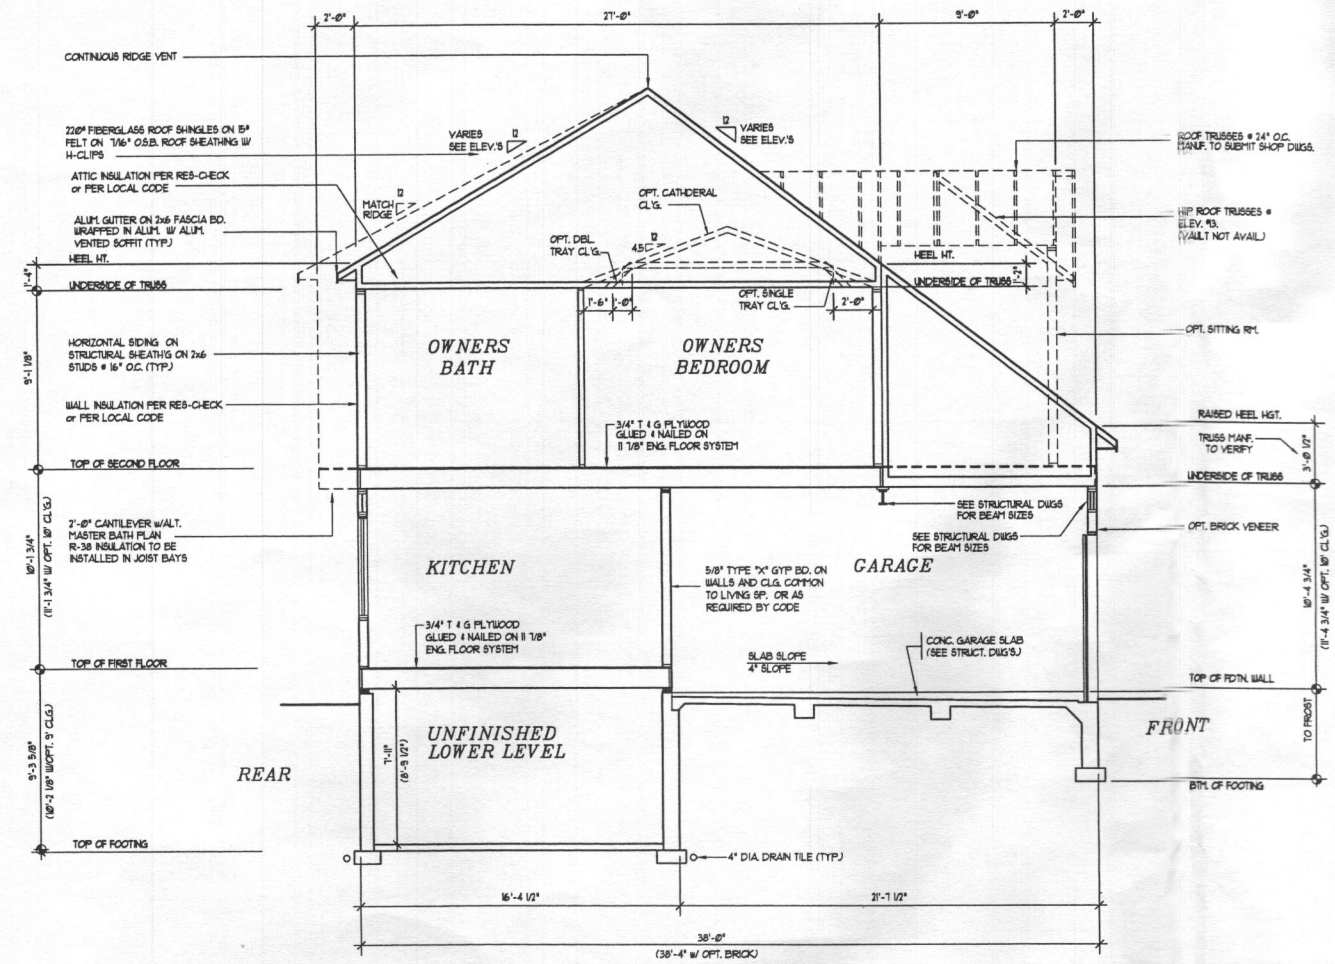 2'-0"
27'-0"
9'-0"
2'-0"
CONTINUOUS RIDGE VENT
220# FIBERGLASS ROOF SHINGLES ON 15#
FELT ON 7/16" O.S.B. ROOF SHEATHING W/
H-CLIPS
ATTIC INSULATION PER RES-CHECK
or PER LOCAL CODE
ALUM. GUTTER ON 2x6 FASCIA BD.
WRAPPED IN ALUM. W/ ALUM.
VENTED SOFFIT (TYP.)
HEEL HT.
UNDERSIDE OF TRUSS
1'-4"
VARIES
SEE ELEV.'S
12
12
VARIES
SEE ELEV.'S
12
MATCH
RIDGE
OPT. CATHDERAL
CL'G.
OPT. DBL.
TRAY CL'G.
12
4.5
OPT. SINGLE
TRAY CL'G.
1'-6"
1'-0"
2'-0"
ROOF TRUSSES @ 24" O.C.
MANUF. TO SUBMIT SHOP DWGS.
HIP ROOF TRUSSES @
ELEV. #3.
(VAULT NOT AVAIL.)
HEEL HT.
UNDERSIDE OF TRUSS
1'-2"
OPT. SITTING RM.
HORIZONTAL SIDING ON
STRUCTURAL SHEATH'G ON 2x6
STUDS @ 16" O.C. (TYP.)
WALL INSULATION PER RES-CHECK
or PER LOCAL CODE
9'-1 1/8"
OWNERS
BATH
OWNERS
BEDROOM
3/4" T & G PLYWOOD
GLUED & NAILED ON
11 7/8" ENG. FLOOR SYSTEM
RAISED HEEL HGT.
TRUSS MANF.
TO VERIFY
3'-0 1/2"
UNDERSIDE OF TRUSS
TOP OF SECOND FLOOR
2'-0" CANTILEVER W/ALT.
MASTER BATH PLAN
R-38 INSULATION TO BE
INSTALLED IN JOIST BAYS
10'-1 3/4"
(11'-1 3/4" W/ OPT. 10' CL'G.)
SEE STRUCTURAL DWGS
FOR BEAM SIZES
SEE STRUCTURAL DWGS
FOR BEAM SIZES
OPT. BRICK VENEER
KITCHEN
GARAGE
5/8" TYPE "X" GYP BD. ON
WALLS AND CLG. COMMON
TO LIVING SP. OR AS
REQUIRED BY CODE
3/4" T & G PLYWOOD
GLUED & NAILED ON 11 7/8"
ENG. FLOOR SYSTEM
10'-4 3/4"
(11'-4 3/4" W/ OPT. 10' CL'G)
TOP OF FIRST FLOOR
SLAB SLOPE
4" SLOPE
CONC. GARAGE SLAB
(SEE STRUCT. DWG'S.)
TOP OF FDTN. WALL
UNFINISHED
LOWER LEVEL
7'-11"
(8'-9 1/2")
9'-3 5/8"
(10'-2 1/8" W/OPT. 9' CLG.)
REAR
FRONT
TO FROST
BTM. OF FOOTING
TOP OF FOOTING
4" DIA. DRAIN TILE (TYP.)
16'-4 1/2"
21'-7 1/2"
38'-0"
(38'-4" w/ OPT. BRICK)